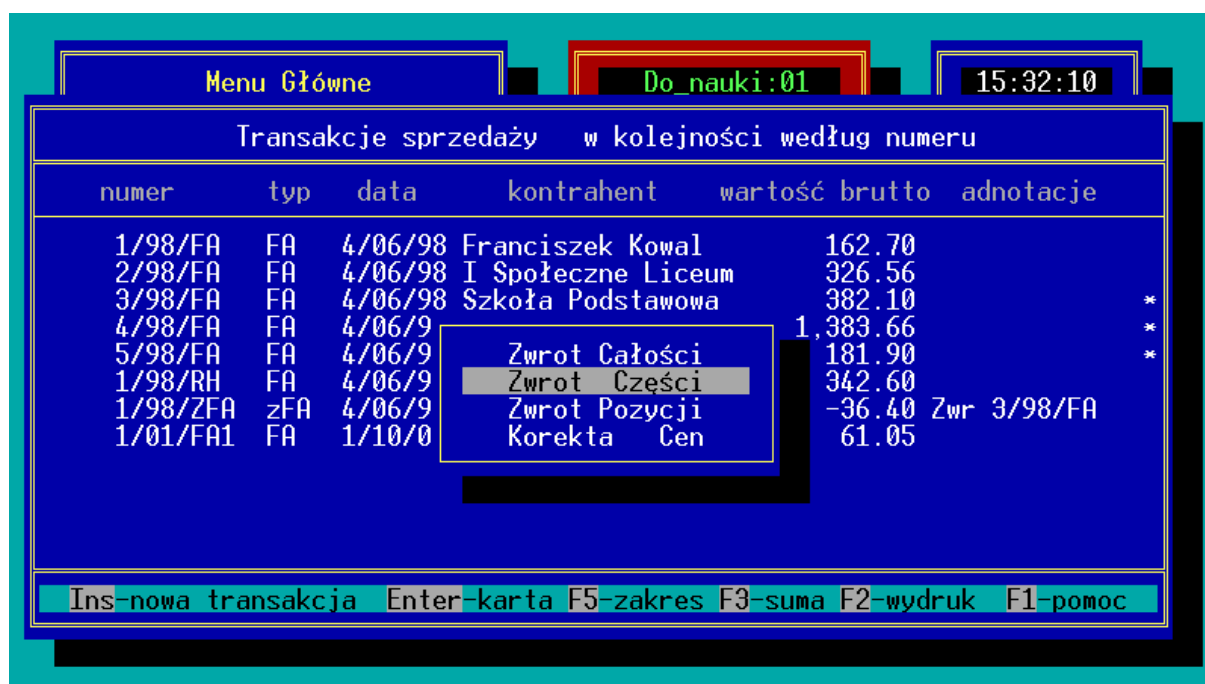 Menu Główne Do_nauki:01 15:32:10
Transakcje sprzedaży w kolejności według numeru
numer typ data kontrahent wartość brutto adnotacje
1/98/FA FA 4/06/98 Franciszek Kowal 162.70
2/98/FA FA 4/06/98 I Społeczne Liceum 326.56
3/98/FA FA 4/06/98 Szkoła Podstawowa 382.10 *
4/98/FA FA 4/06/9 1,383.66 *
5/98/FA FA 4/06/9 Zwrot Całości 181.90 *
1/98/RH FA 4/06/9 Zwrot Części 342.60
1/98/ZFA zFA 4/06/9 Zwrot Pozycji -36.40 Zwr 3/98/FA
1/01/FA1 FA 1/10/0 Korekta Cen 61.05
Ins-nowa transakcja Enter-karta F5-zakres F3-suma F2-wydruk F1-pomoc